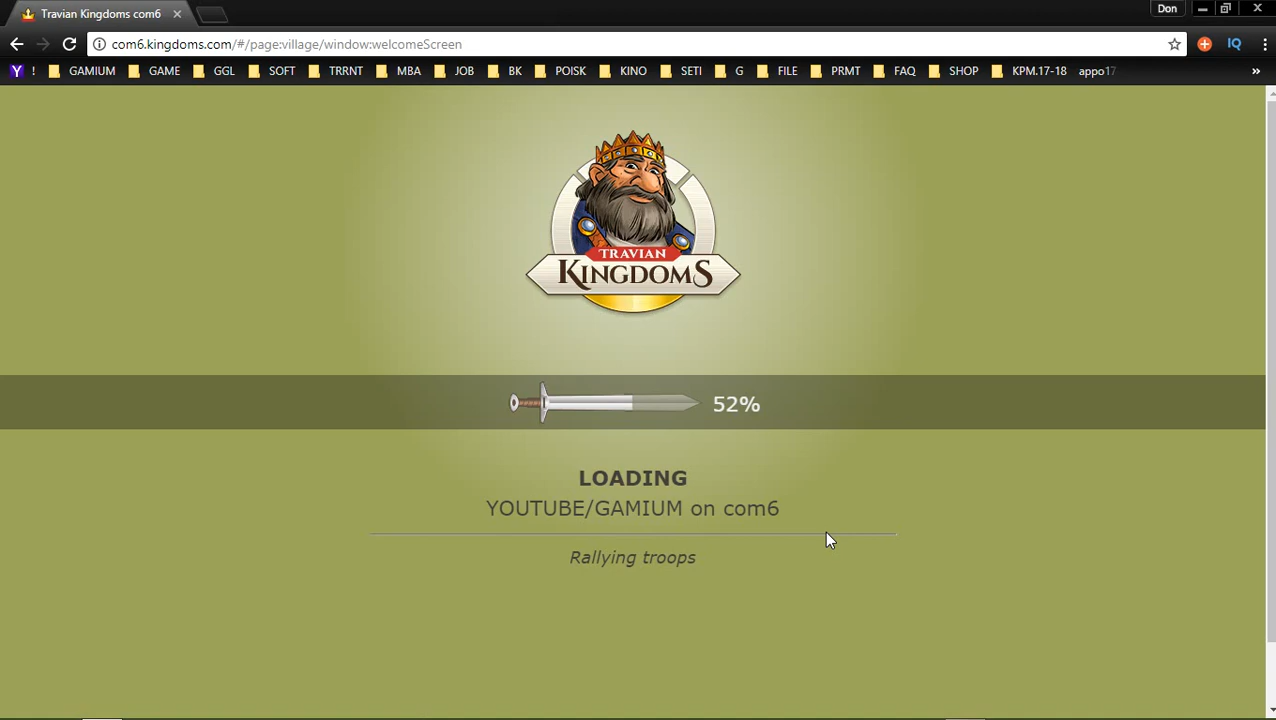 Travian Kingdoms com6
Don
com6.kingdoms.com/#/page:village/window:welcomeScreen
IQ
Y ! GAMIUM GAME GGL SOFT TRRNT MBA JOB BK POISK KINO SETI G FILE PRMT FAQ SHOP KPM.17-18 appo17 »
TRAVIAN
KINGDOMS
52%
LOADING
YOUTUBE/GAMIUM on com6
Rallying troops